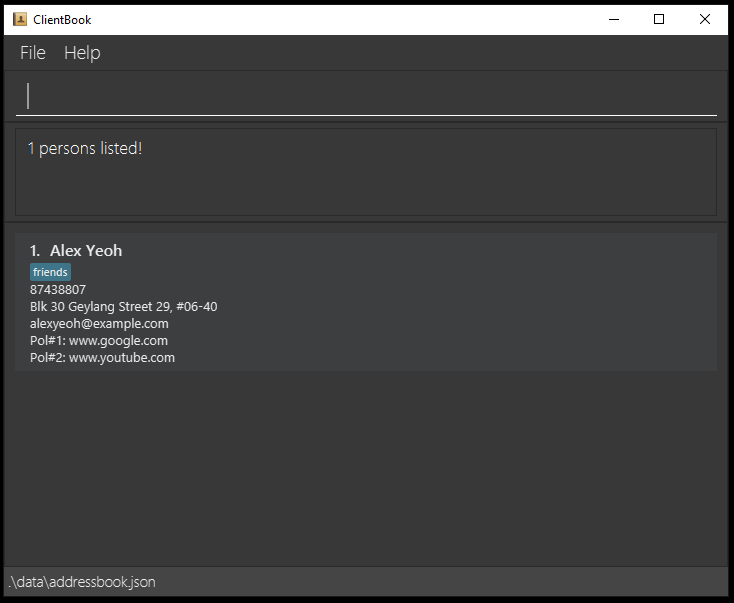 ClientBook
File Help
1 persons listed!
1. Alex Yeoh
friends
87438807
Blk 30 Geylang Street 29, #06-40
alexyeoh@example.com
Pol#1: www.google.com
Pol#2: www.youtube.com
.\data\addressbook.json